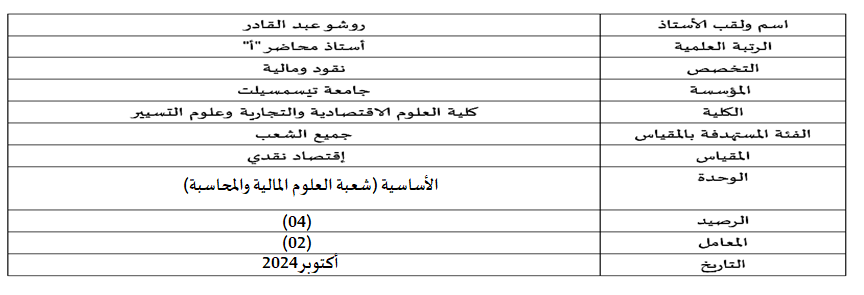 اسم ولقب الأستاذ روشو عبد القادر
الرتبة العلمية أستاذ محاضر "أ"
التخصص نقود ومالية
المؤسسة جامعة تيسمسيلت
الكلية كلية العلوم الاقتصادية والتجارية وعلوم التسيير
الفئة المستهدفة بالمقياس جميع الشعب
المقياس إقتصاد نقدي
الوحدة الأساسية (شعبة العلوم المالية والمحاسبة)
الرصيد (04)
المعامل (02)
التاريخ أكتوبر2024